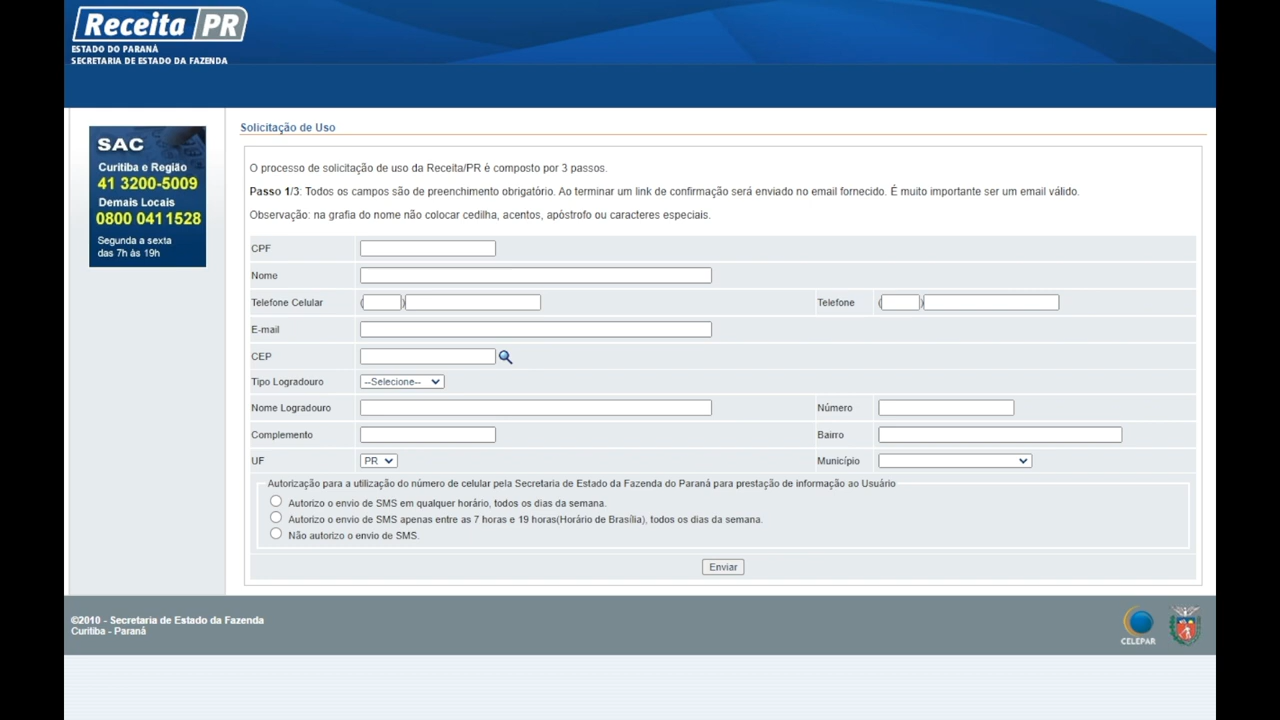 Receita PR
ESTADO DO PARANÁ
SECRETARIA DE ESTADO DA FAZENDA
SAC
Curitiba e Região
41 3200-5009
Demais Locais
0800 041 1528
Segunda a sexta
das 7h às 19h
Solicitação de Uso
O processo de solicitação de uso da Receita/PR é composto por 3 passos.
Passo 1/3: Todos os campos são de preenchimento obrigatório. Ao terminar um link de confirmação será enviado no email fornecido. É muito importante ser um email válido.
Observação: na grafia do nome não colocar cedilha, acentos, apóstrofo ou caracteres especiais.
CPF
Nome
Telefone Celular ( ) Telefone ( )
E-mail
CEP
Tipo Logradouro --Selecione--
Nome Logradouro Número
Complemento Bairro
UF PR Município
Autorização para a utilização do número de celular pela Secretaria de Estado da Fazenda do Paraná para prestação de informação ao Usuário
Autorizo o envio de SMS em qualquer horário, todos os dias da semana.
Autorizo o envio de SMS apenas entre as 7 horas e 19 horas(Horário de Brasília), todos os dias da semana.
Não autorizo o envio de SMS.
Enviar
©2010 - Secretaria de Estado da Fazenda
Curitiba - Paraná
CELEPAR